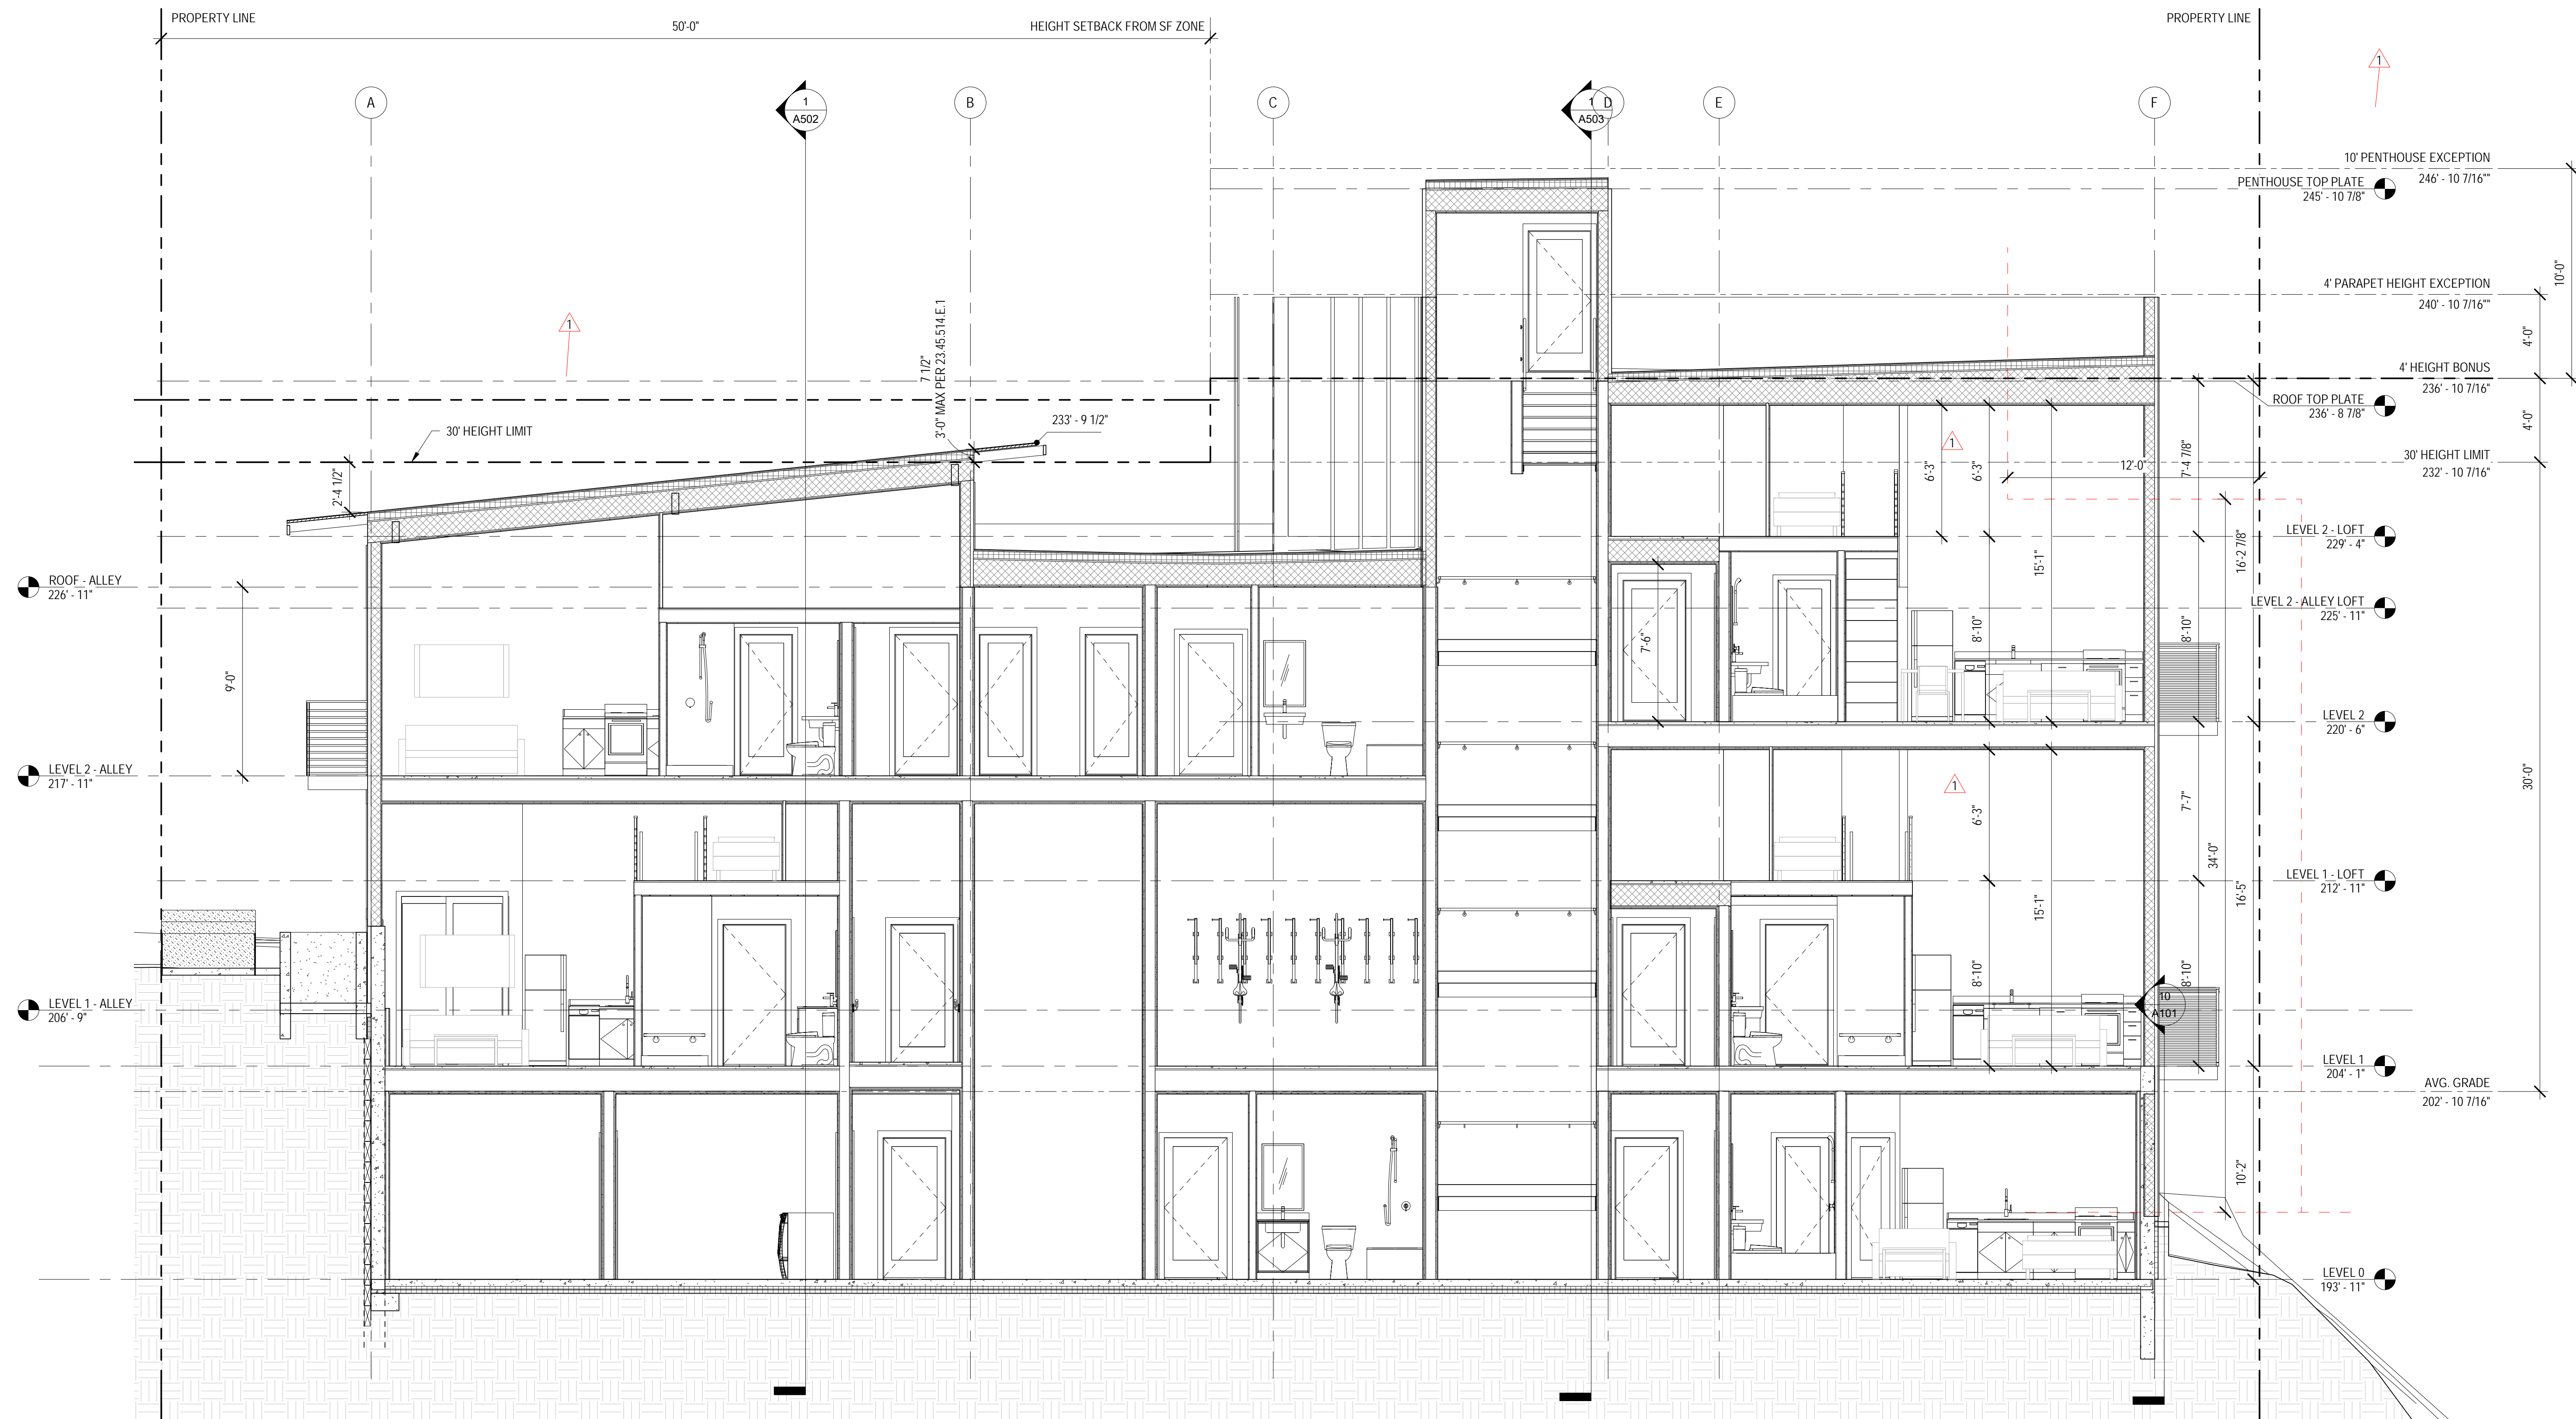 PROPERTY LINE
50'-0"
HEIGHT SETBACK FROM SF ZONE
PROPERTY LINE
1
A
1
A502
B
C
1
A503
D
E
F
10' PENTHOUSE EXCEPTION
246' - 10 7/16""
PENTHOUSE TOP PLATE
245' - 10 7/8"
10'-0"
4' PARAPET HEIGHT EXCEPTION
240' - 10 7/16""
4'-0"
1
7 1/2"
3'-0" MAX PER 23.45.514.E.1
4' HEIGHT BONUS
236' - 10 7/16"
ROOF TOP PLATE
236' - 8 7/8"
4'-0"
30' HEIGHT LIMIT
233' - 9 1/2"
1
30' HEIGHT LIMIT
232' - 10 7/16"
2'-4 1/2"
6'-3"
6'-3"
12'-0"
7'-4 7/8"
LEVEL 2 - LOFT
229' - 4"
15'-1"
16'-2 7/8"
ROOF - ALLEY
226' - 11"
LEVEL 2 - ALLEY LOFT
225' - 11"
9'-0"
7'-6"
8'-10"
8'-10"
LEVEL 2
220' - 6"
LEVEL 2 - ALLEY
217' - 11"
30'-0"
1
6'-3"
7'-7"
34'-0"
LEVEL 1 - LOFT
212' - 11"
15'-1"
16'-5"
8'-10"
8'-10"
10
A101
LEVEL 1 - ALLEY
206' - 9"
LEVEL 1
204' - 1"
AVG. GRADE
202' - 10 7/16"
10'-2"
LEVEL 0
193' - 11"